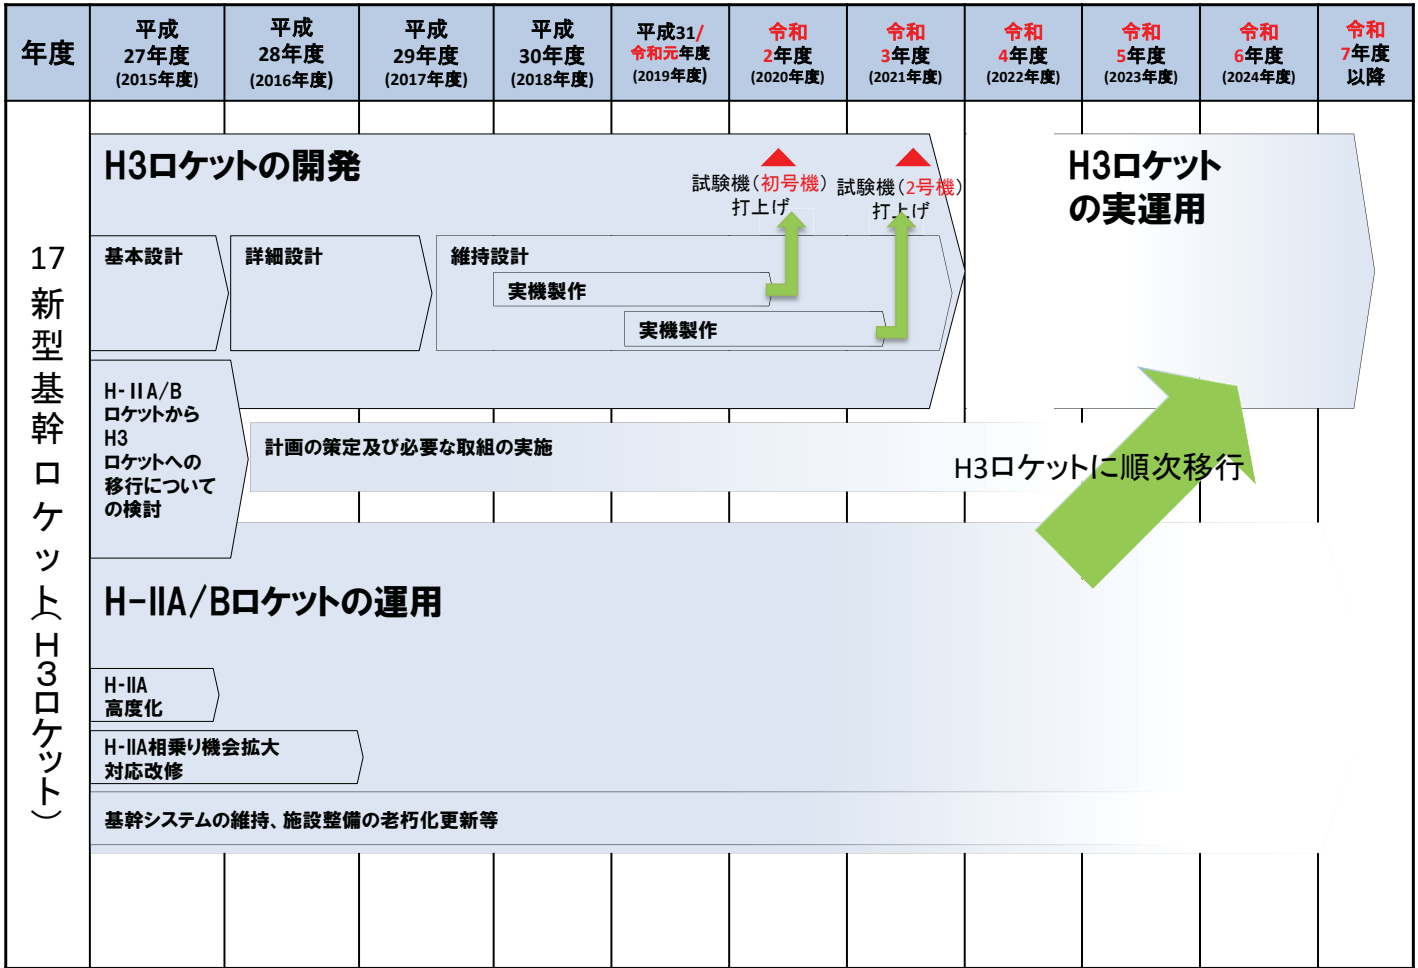 年度
平成
27年度
(2015年度)
平成
28年度
(2016年度)
平成
29年度
(2017年度)
平成
30年度
(2018年度)
平成31/
令和元年度
(2019年度)
令和
2年度
(2020年度)
令和
3年度
(2021年度)
令和
4年度
(2022年度)
令和
5年度
(2023年度)
令和
6年度
(2024年度)
令和
7年度
以降
17新型基幹ロケット(H3ロケット)
H3ロケットの開発
試験機(初号機)
打上げ
試験機(2号機)
打上げ
H3ロケット
の実運用
基本設計
詳細設計
維持設計
実機製作
実機製作
H-ⅡA/B
ロケットから
H3
ロケットへの
移行について
の検討
計画の策定及び必要な取組の実施
H3ロケットに順次移行
H-ⅡA/Bロケットの運用
H-ⅡA
高度化
H-ⅡA相乗り機会拡大
対応改修
基幹システムの維持、施設整備の老朽化更新等